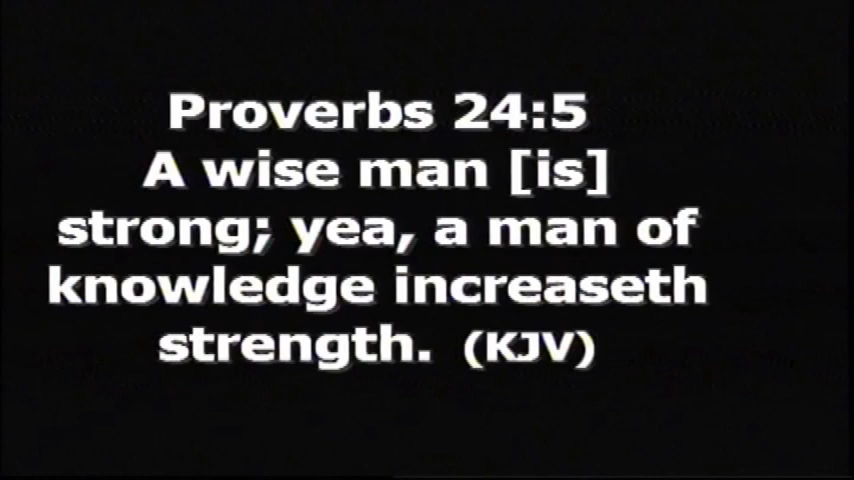 Proverbs 24:5
A wise man [is]
strong; yea, a man of
knowledge increaseth
strength. (KJV)